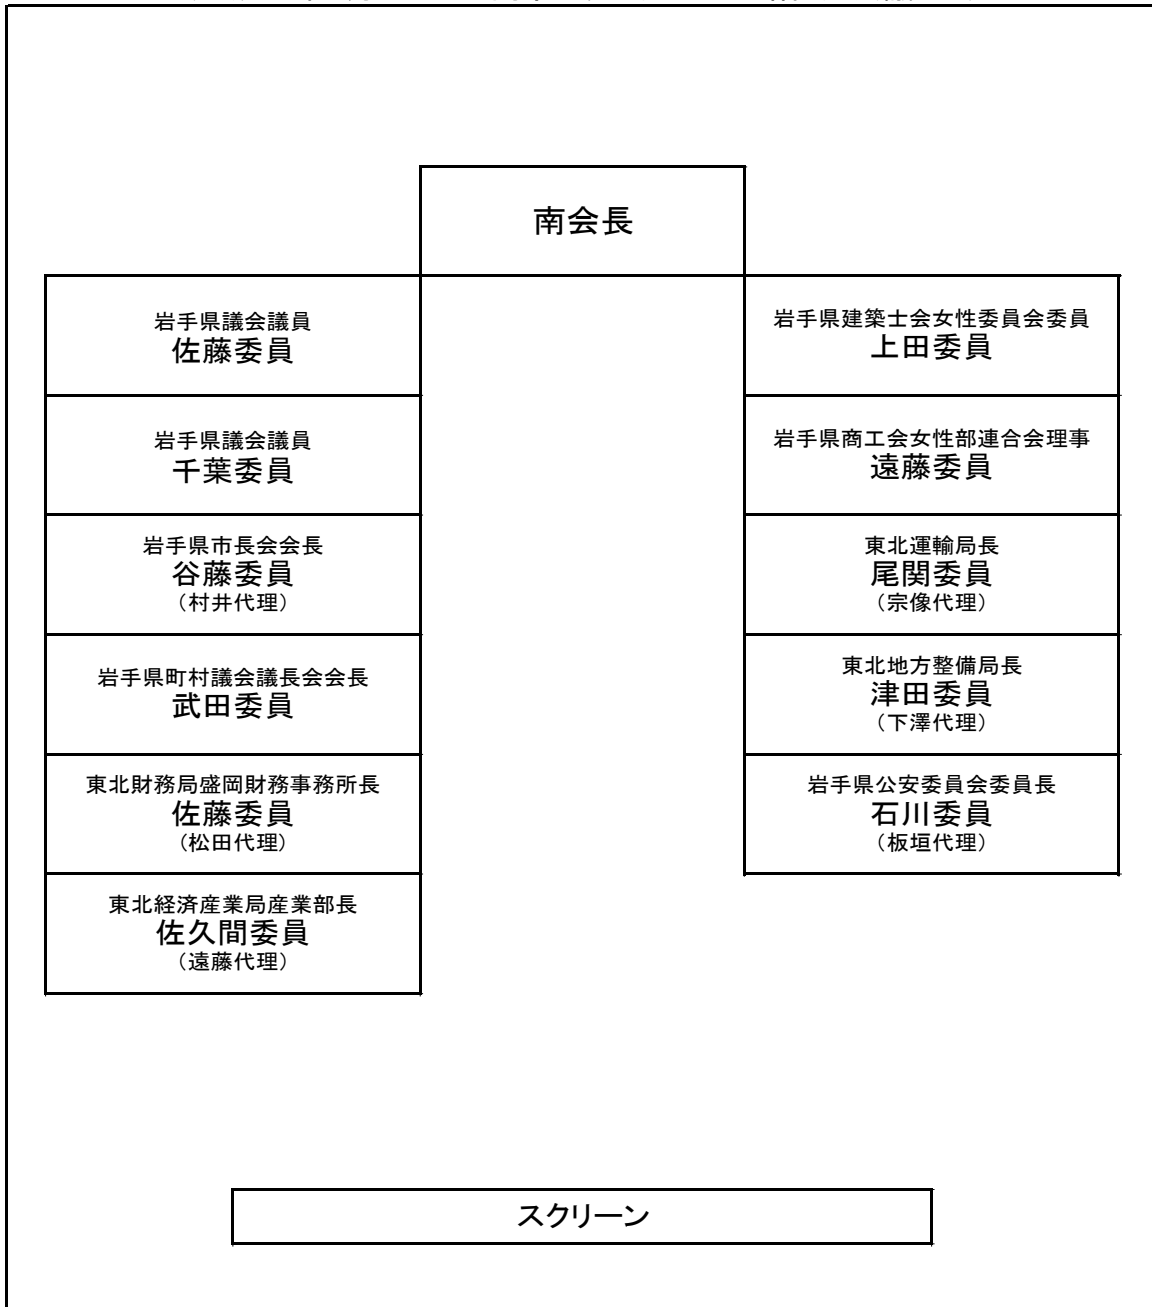 南会長
岩手県議会議員
佐藤委員
岩手県議会議員
千葉委員
岩手県市長会会長
谷藤委員
（村井代理）
岩手県町村議会議長会会長
武田委員
東北財務局盛岡財務事務所長
佐藤委員
（松田代理）
東北経済産業局産業部長
佐久間委員
（遠藤代理）
岩手県建築士会女性委員会委員
上田委員
岩手県商工会女性部連合会理事
遠藤委員
東北運輸局長
尾関委員
（宗像代理）
東北地方整備局長
津田委員
（下澤代理）
岩手県公安委員会委員長
石川委員
（板垣代理）
スクリーン